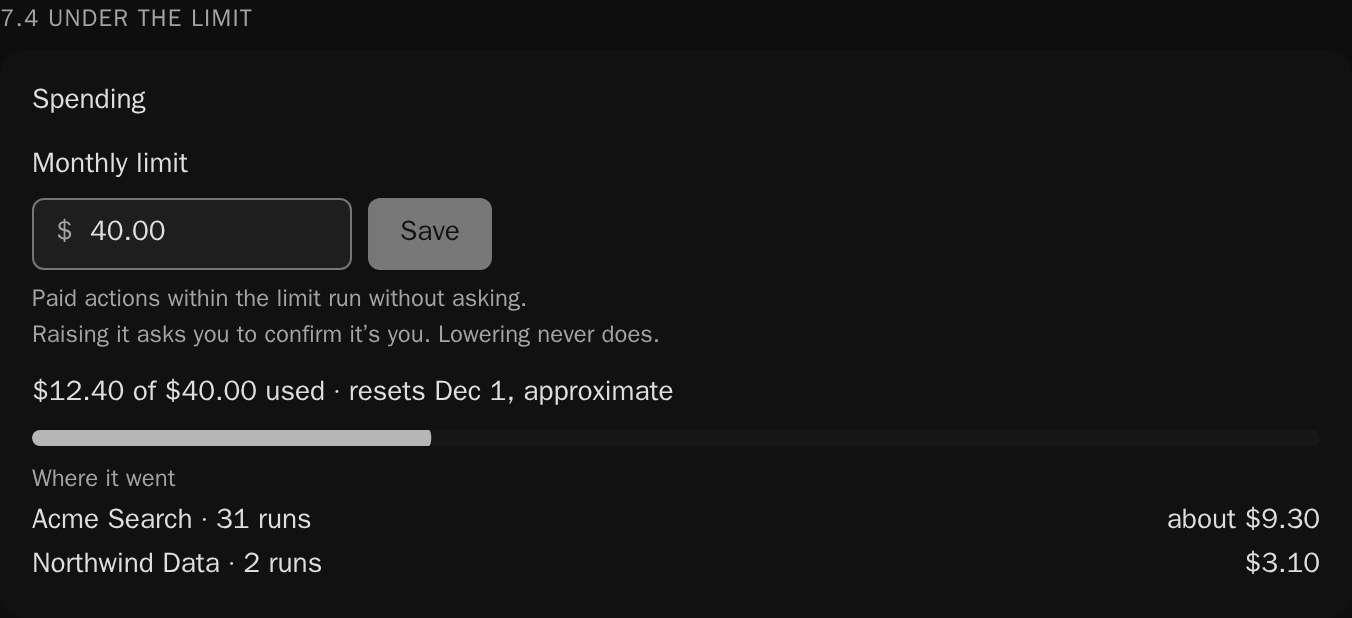 7.4 UNDER THE LIMIT
Spending
Monthly limit
$ 40.00
Save
Paid actions within the limit run without asking.
Raising it asks you to confirm it’s you. Lowering never does.
$12.40 of $40.00 used · resets Dec 1, approximate
Where it went
Acme Search · 31 runs
about $9.30
Northwind Data · 2 runs
$3.10